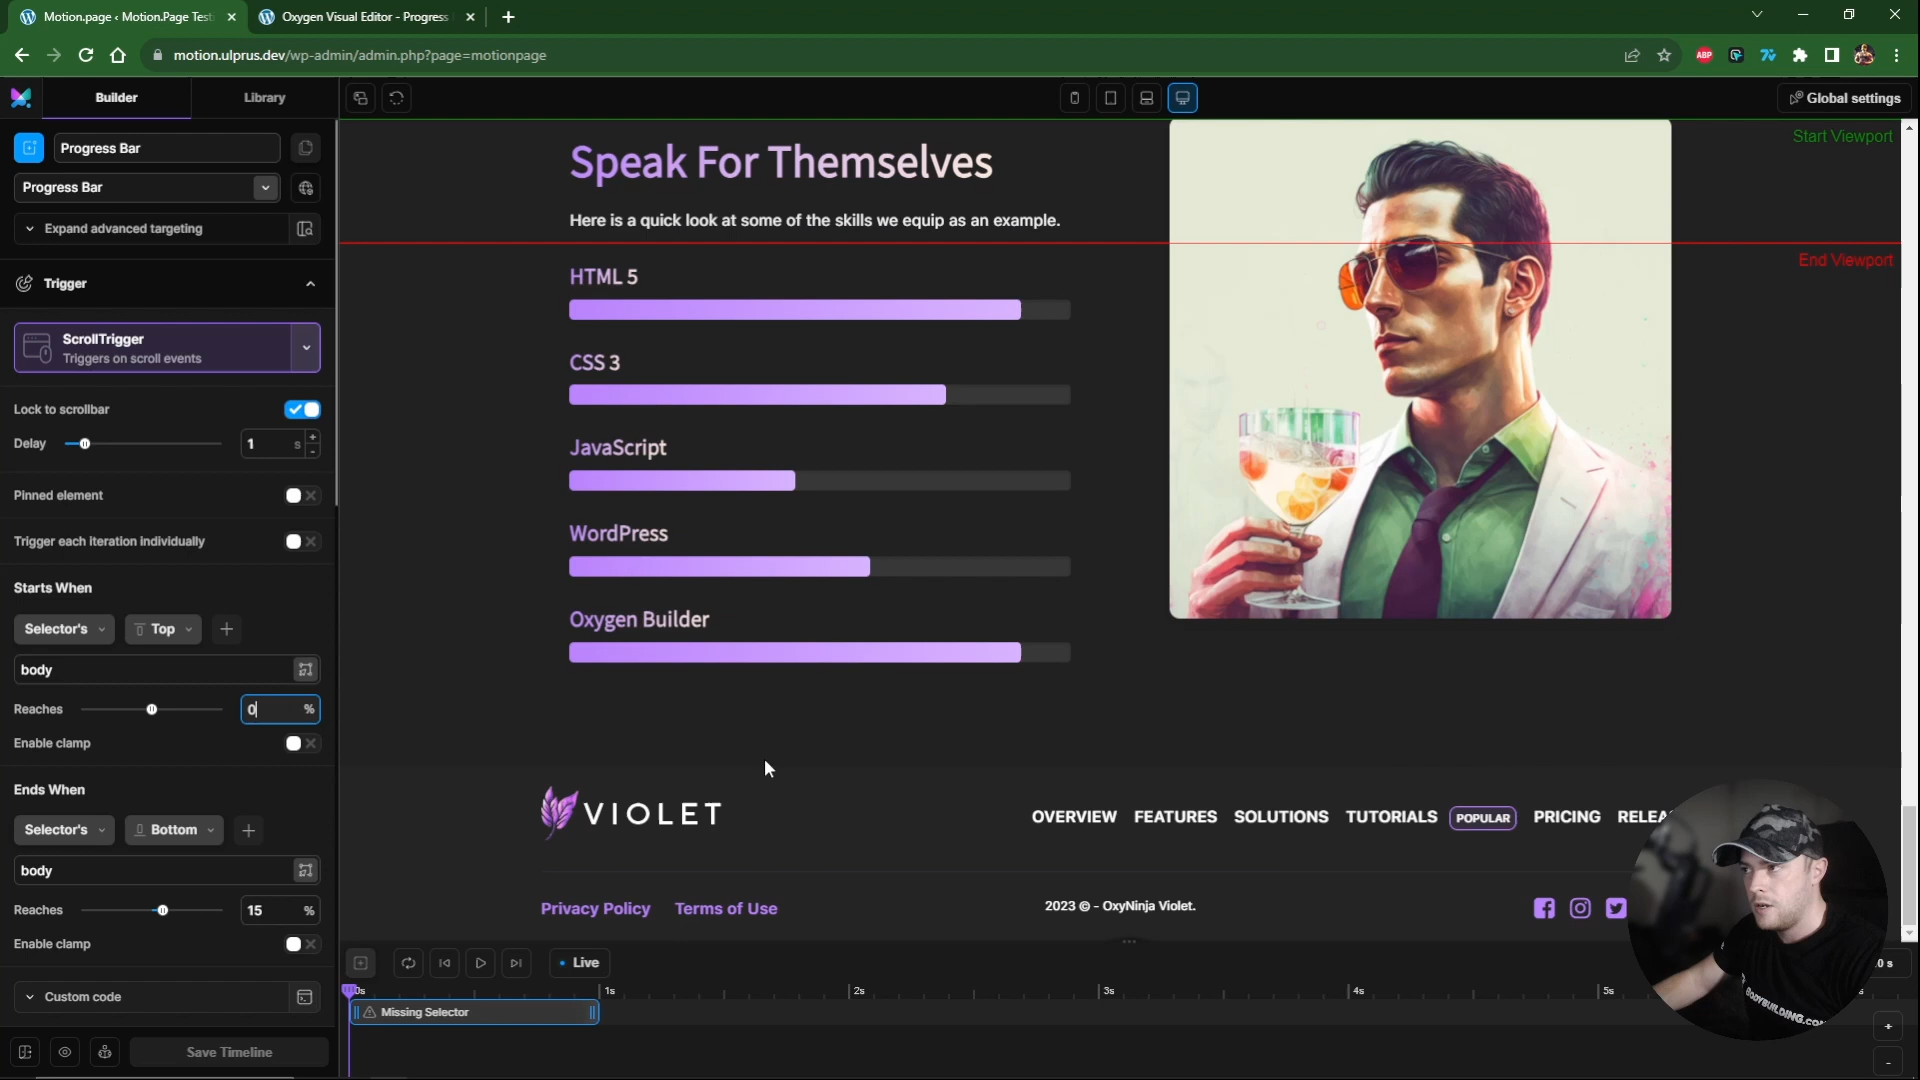 Motion.page ‹ Motion.Page Testi
Oxygen Visual Editor - Progress
motion.ulprus.dev/wp-admin/admin.php?page=motionpage
ABP
Builder
Library
Global settings
Progress Bar
Progress Bar
Expand advanced targeting
Trigger
ScrollTrigger
Triggers on scroll events
Lock to scrollbar
Delay
1
s
Pinned element
Trigger each iteration individually
Starts When
Selector's
Top
body
Reaches
0
%
Enable clamp
Ends When
Selector's
Bottom
body
Reaches
15
%
Enable clamp
Custom code
Save Timeline
Start Viewport
Speak For Themselves
Here is a quick look at some of the skills we equip as an example.
End Viewport
HTML 5
CSS 3
JavaScript
WordPress
Oxygen Builder
VIOLET
OVERVIEW
FEATURES
SOLUTIONS
TUTORIALS
POPULAR
PRICING
Privacy Policy
Terms of Use
2023 © - OxyNinja Violet.
Live
0s
1s
2s
3s
4s
5s
Missing Selector
BODYBUILDING.CO